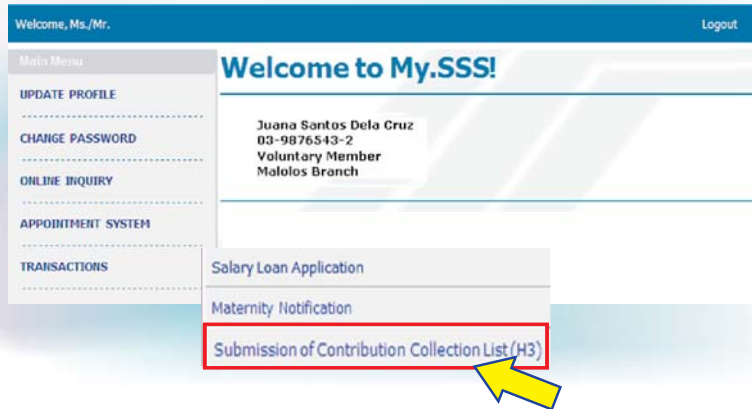 Welcome, Ms./Mr.
Logout
Main Menu
Welcome to My.SSS!
UPDATE PROFILE
CHANGE PASSWORD
ONLINE INQUIRY
APPOINTMENT SYSTEM
TRANSACTIONS
Juana Santos Dela Cruz
03-9876543-2
Voluntary Member
Malolos Branch
Salary Loan Application
Maternity Notification
Submission of Contribution Collection List (H3)